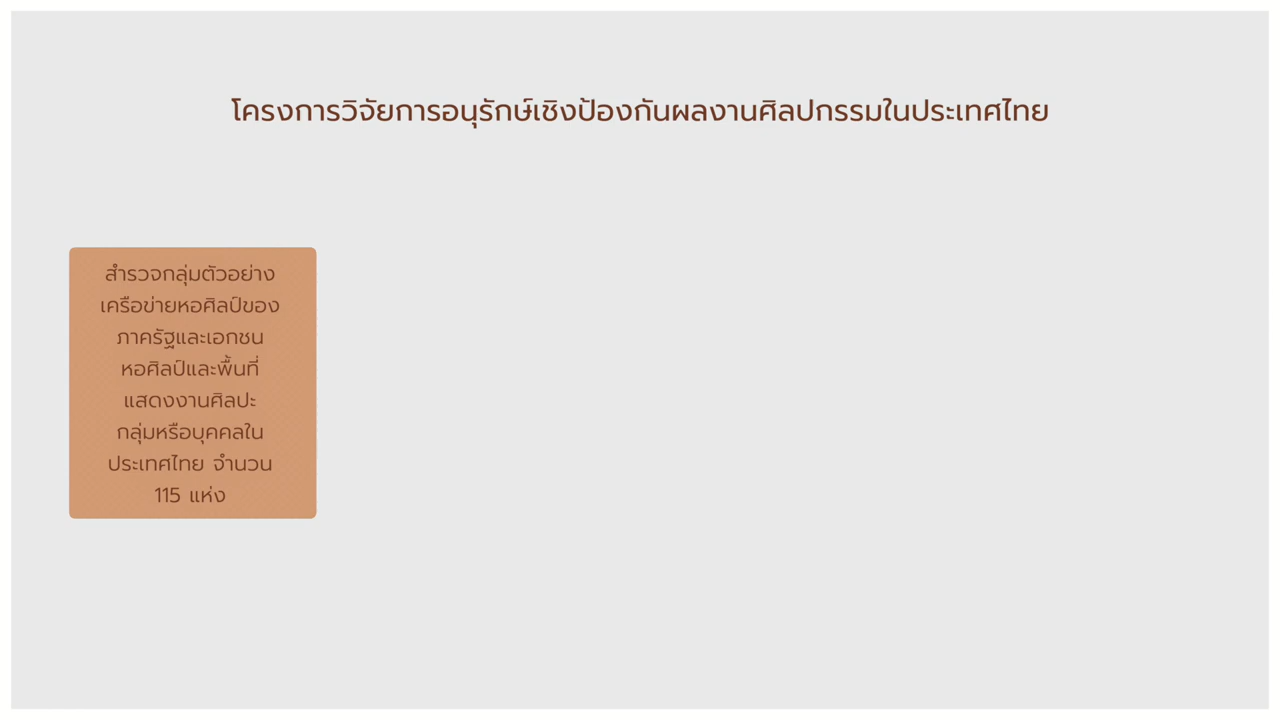 โครงการวิจัยการอนุรักษ์เชิงป้องกันผลงานศิลปกรรมในประเทศไทย
สำรวจกลุ่มตัวอย่าง
เครือข่ายหอศิลป์ของ
ภาครัฐและเอกชน
หอศิลป์และพื้นที่
แสดงงานศิลปะ
กลุ่มหรือบุคคลใน
ประเทศไทย จำนวน
115 แห่ง